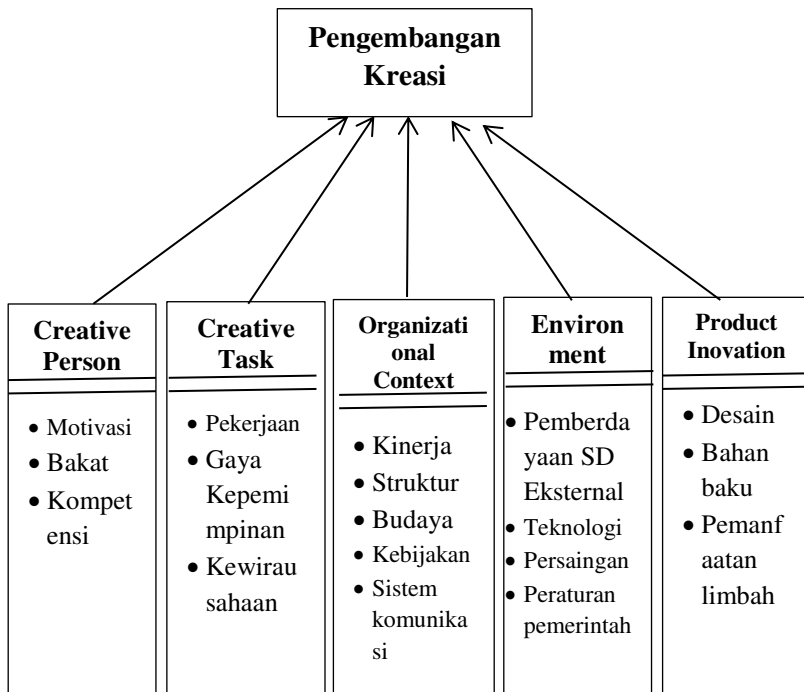 Pengembangan
Kreasi
Creative
Person
• Motivasi
• Bakat
• Kompet
ensi
Creative
Task
• Pekerjaan
• Gaya
Kepemi
mpinan
• Kewirau
sahaan
Organizati
onal
Context
• Kinerja
• Struktur
• Budaya
• Kebijakan
• Sistem
komunika
si
Environ
ment
• Pemberda
yaan SD
Eksternal
• Teknologi
• Persaingan
• Peraturan
pemerintah
Product
Inovation
• Desain
• Bahan
baku
• Pemanf
aatan
limbah